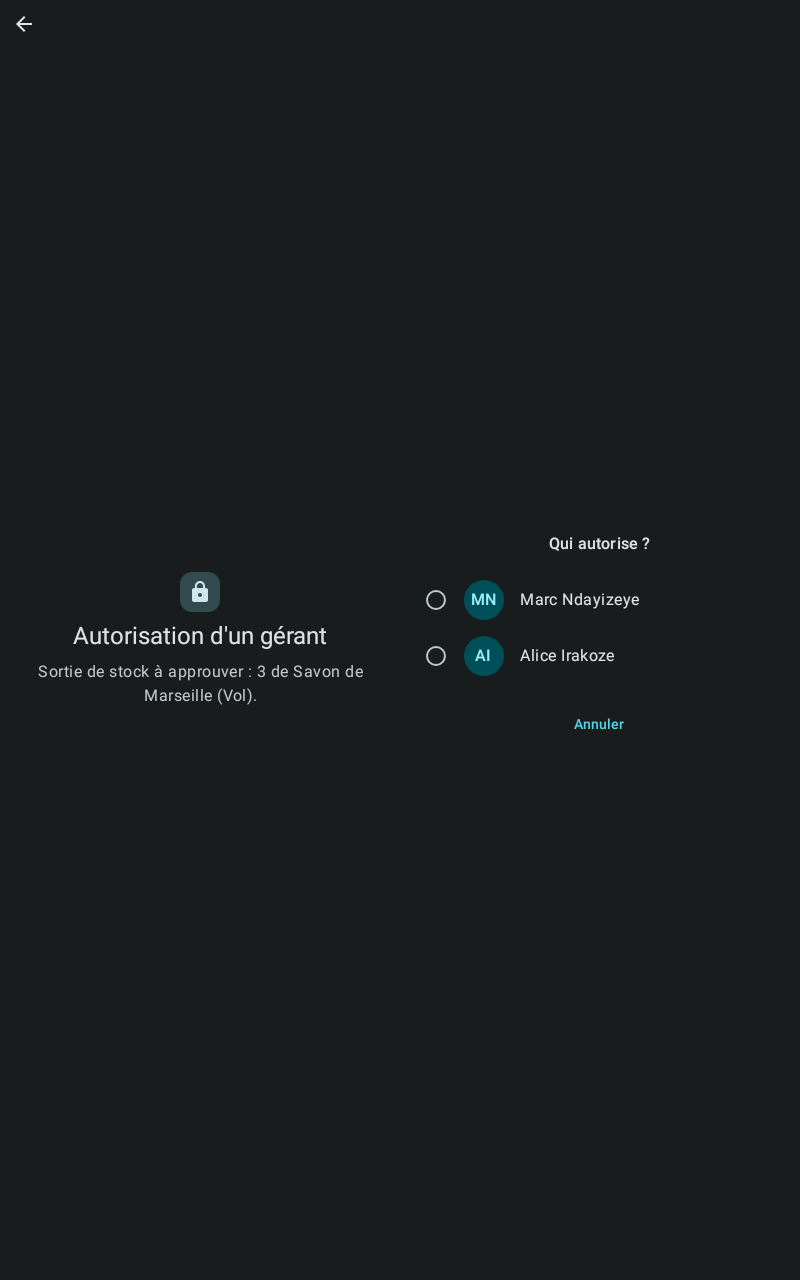 Autorisation d'un gérant
Sortie de stock à approuver : 3 de Savon de
Marseille (Vol).
Qui autorise ?
MN Marc Ndayizeye
AI Alice Irakoze
Annuler